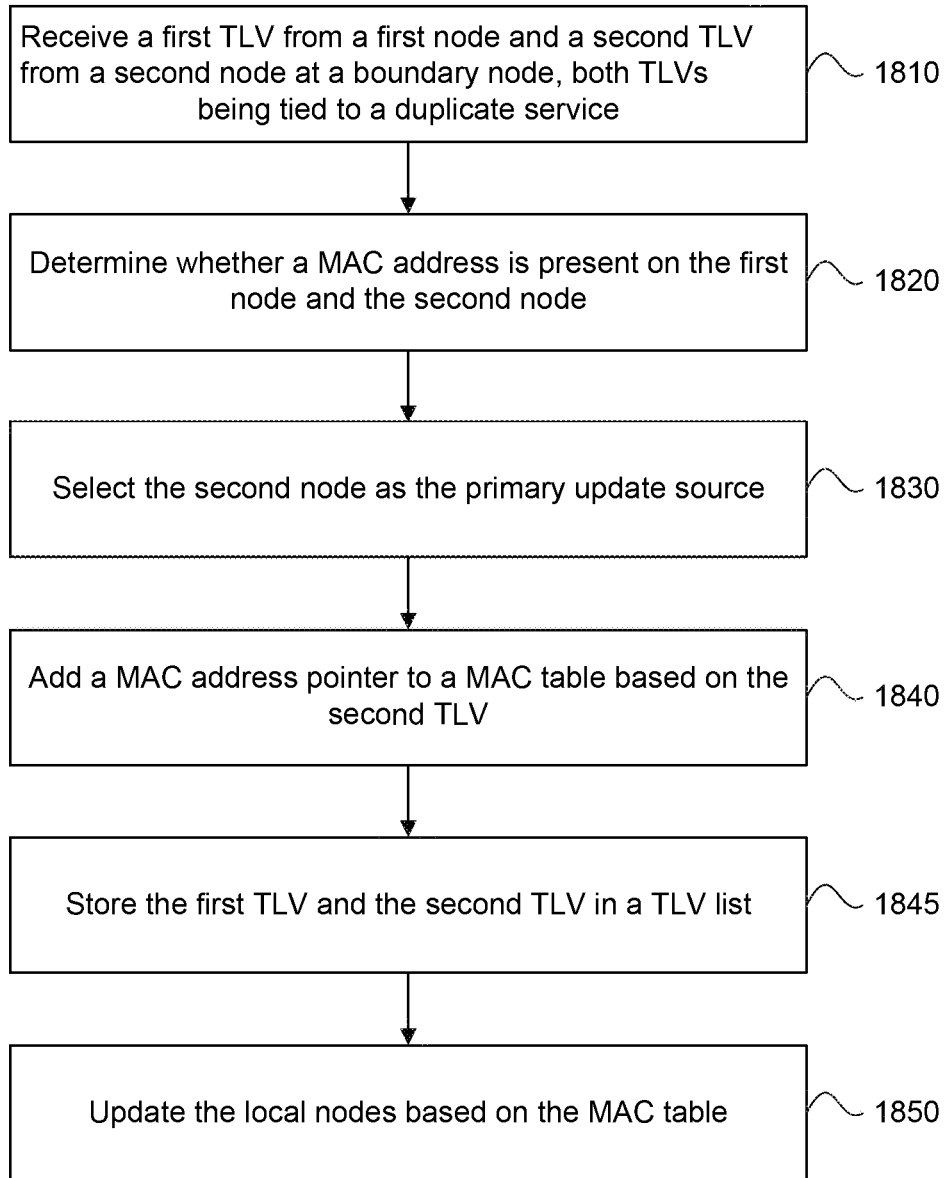 Receive a first TLV from a first node and a second TLV
from a second node at a boundary node, both TLVs
being tied to a duplicate service
1810
Determine whether a MAC address is present on the first
node and the second node
1820
Select the second node as the primary update source
1830
Add a MAC address pointer to a MAC table based on the
second TLV
1840
Store the first TLV and the second TLV in a TLV list
1845
Update the local nodes based on the MAC table
1850